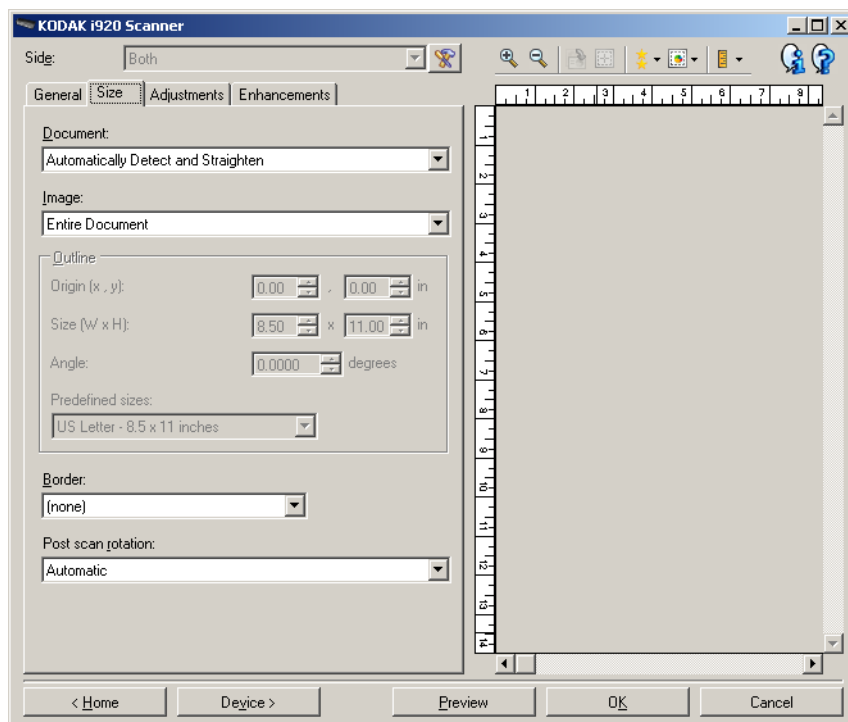 KODAK i920 Scanner
Side: Both
General Size Adjustments Enhancements
Document:
Automatically Detect and Straighten
Image:
Entire Document
Outline
Origin (x , y): 0.00 , 0.00 in
Size (W x H): 8.50 x 11.00 in
Angle: 0.0000 degrees
Predefined sizes:
US Letter - 8.5 x 11 inches
Border:
(none)
Post scan rotation:
Automatic
1 2 3 4 5 6 7 8
1
2
3
4
5
6
7
8
9
10
11
12
13
14
< Home Device > Preview OK Cancel